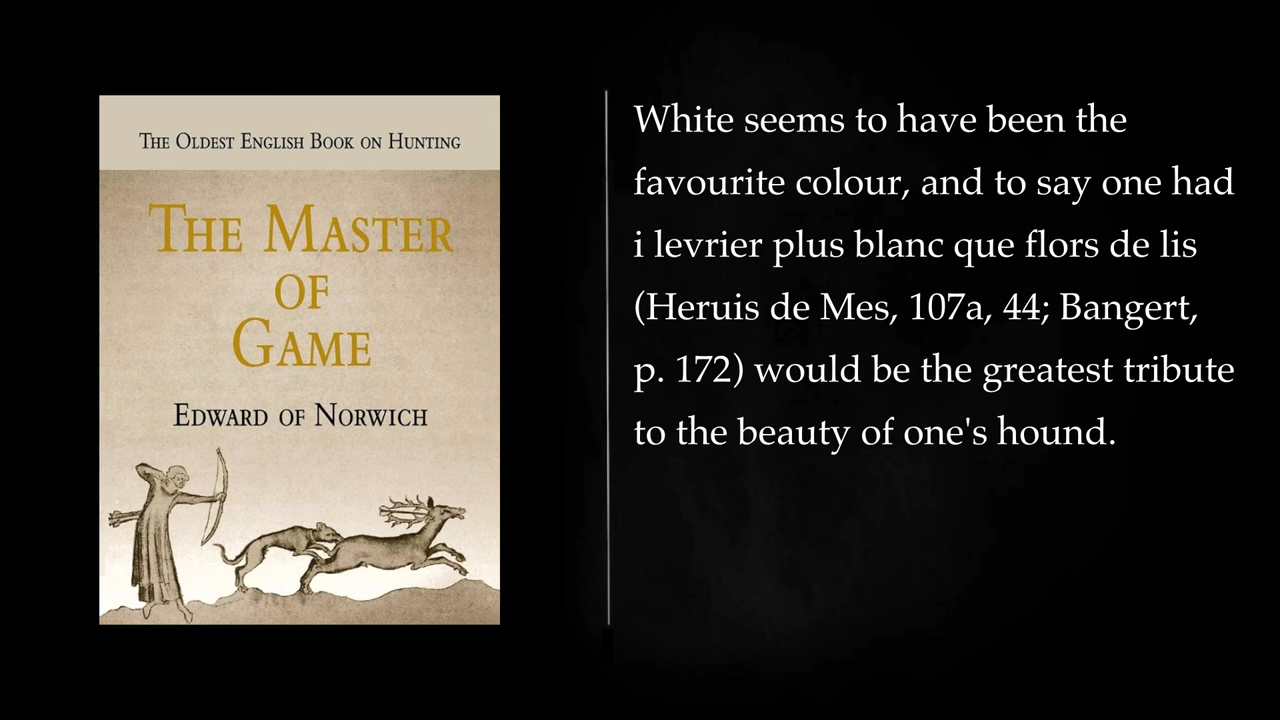 The Oldest English Book on Hunting
The Master
of
Game
Edward of Norwich
White seems to have been the
favourite colour, and to say one had
i levrier plus blanc que flors de lis
(Heruis de Mes, 107a, 44; Bangert,
p. 172) would be the greatest tribute
to the beauty of one's hound.